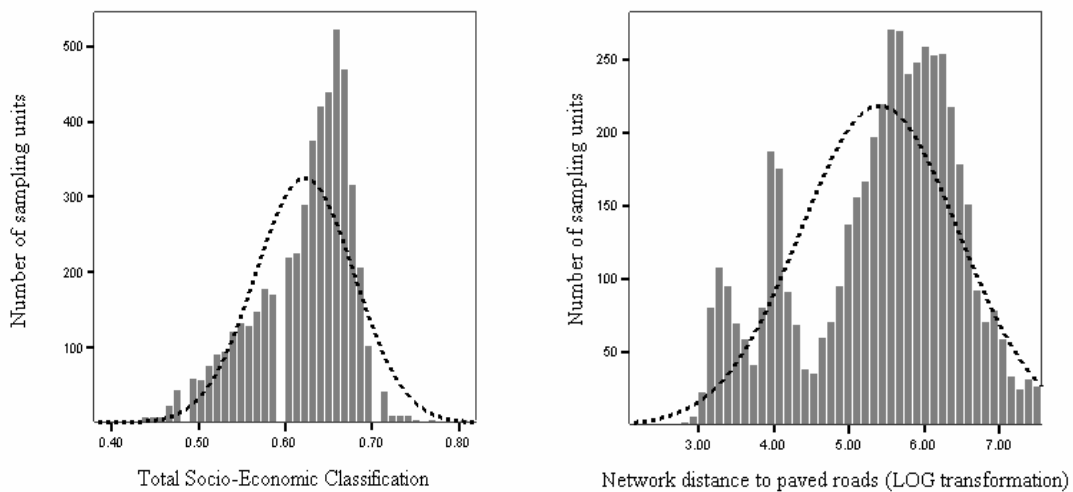 Number of sampling units
500
400
300
200
100
0.40 0.50 0.60 0.70 0.80
Total Socio-Economic Classification
Number of sampling units
250
200
150
100
50
3.00 4.00 5.00 6.00 7.00
Network distance to paved roads (LOG transformation)